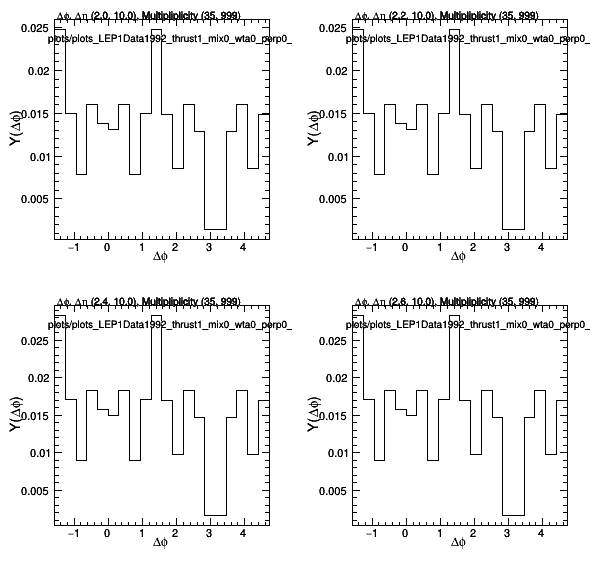 Δφ, Δη (2.0, 10.0), Multipliplicity (35, 999)
plots/plots_LEP1Data1992_thrust1_mix0_wta0_perp0_
Y(Δφ)
0.025
0.02
0.015
0.01
0.005
−1 0 1 2 3 4
Δφ
Δφ, Δη (2.2, 10.0), Multipliplicity (35, 999)
plots/plots_LEP1Data1992_thrust1_mix0_wta0_perp0_
Y(Δφ)
0.025
0.02
0.015
0.01
0.005
−1 0 1 2 3 4
Δφ
Δφ, Δη (2.4, 10.0), Multipliplicity (35, 999)
plots/plots_LEP1Data1992_thrust1_mix0_wta0_perp0_
Y(Δφ)
0.025
0.02
0.015
0.01
0.005
−1 0 1 2 3 4
Δφ
Δφ, Δη (2.6, 10.0), Multipliplicity (35, 999)
plots/plots_LEP1Data1992_thrust1_mix0_wta0_perp0_
Y(Δφ)
0.025
0.02
0.015
0.01
0.005
−1 0 1 2 3 4
Δφ